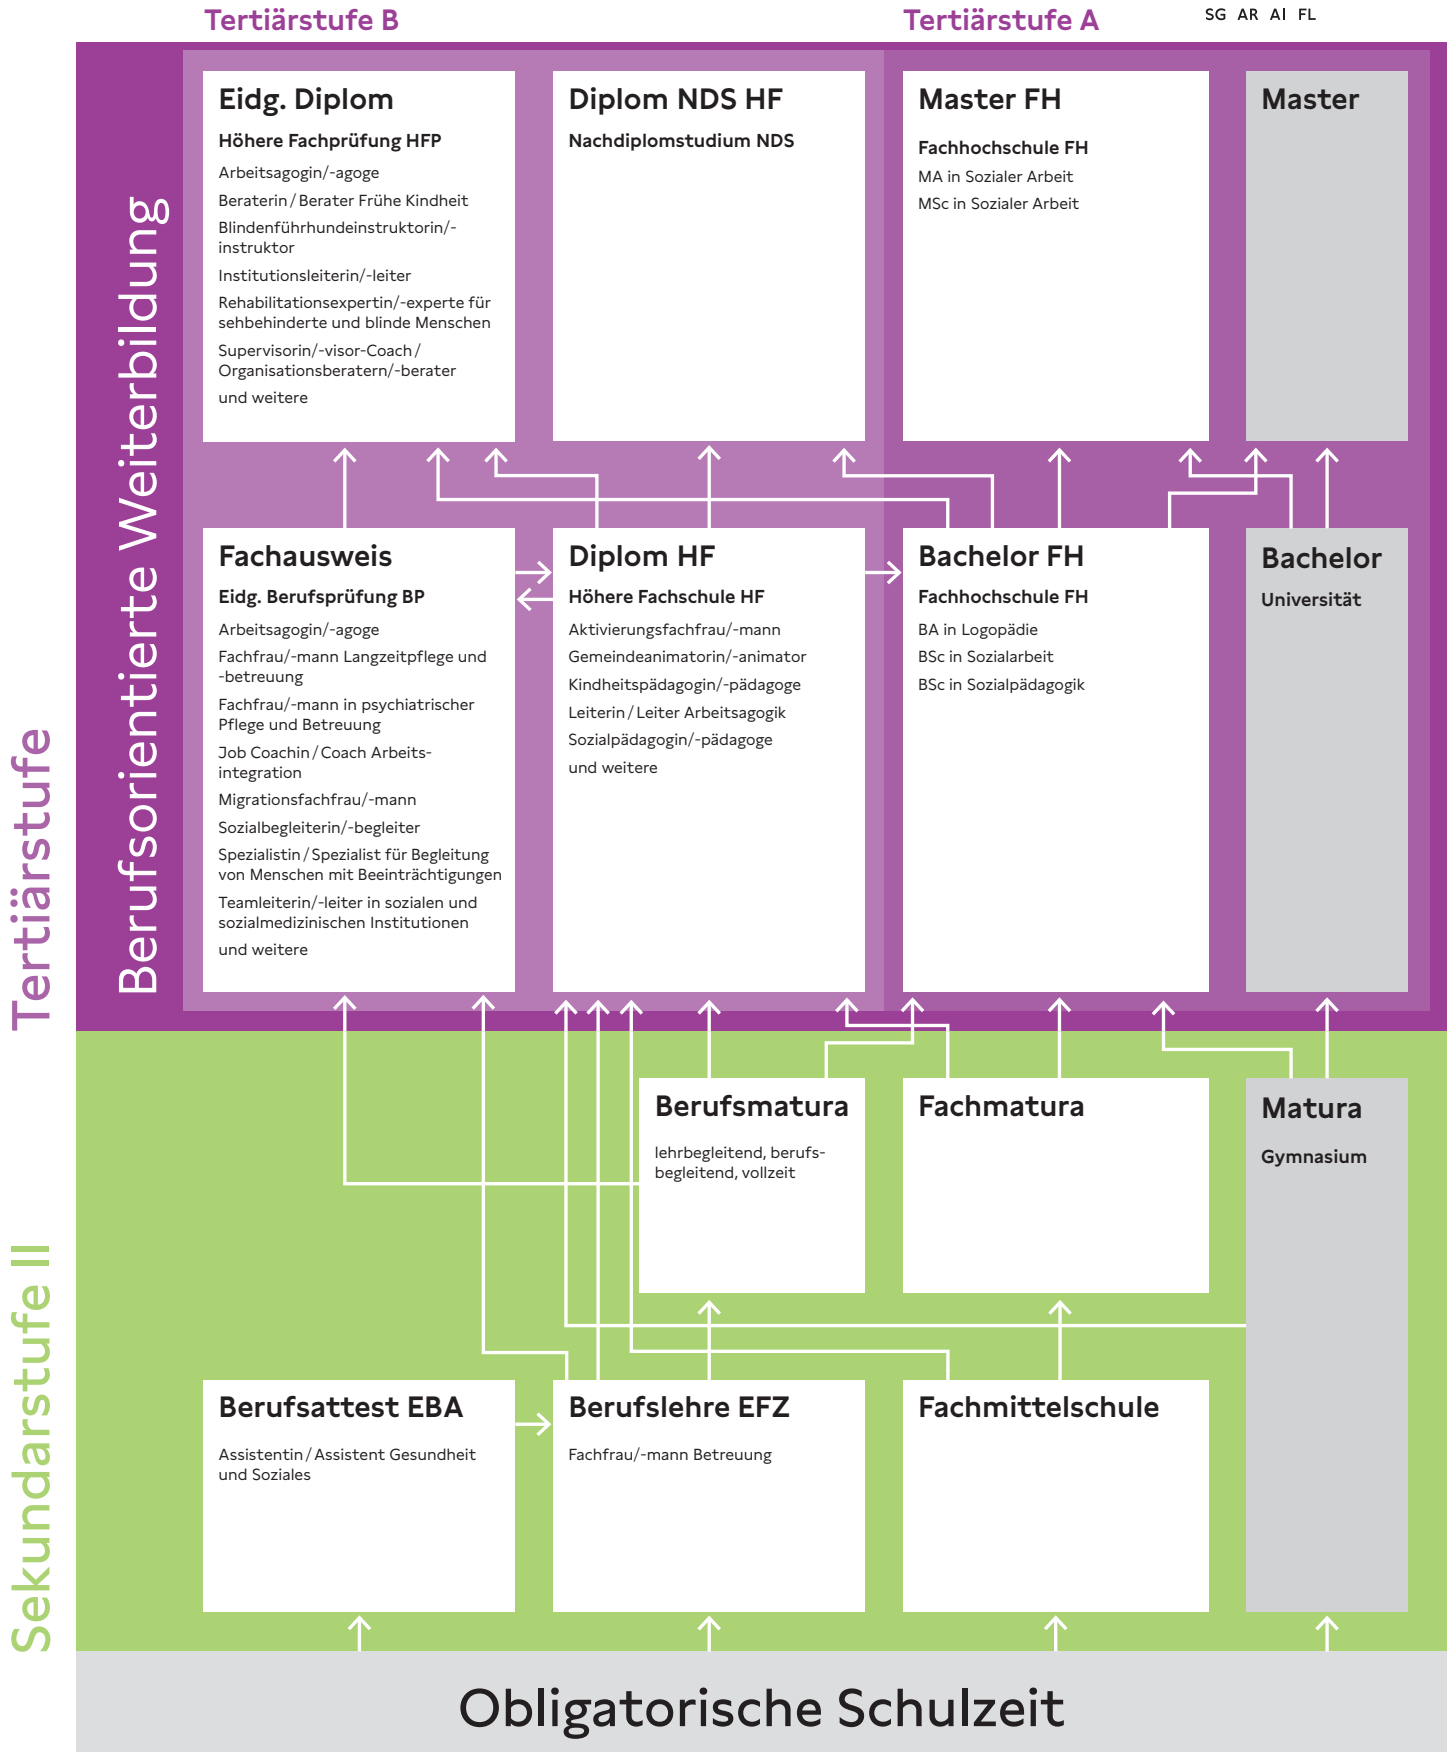 Tertiärstufe B
Tertiärstufe A
SG AR AI FL
Tertiärstufe
Berufsorientierte Weiterbildung
Eidg. Diplom
Höhere Fachprüfung HFP
Arbeitsagogin/-agoge
Beraterin / Berater Frühe Kindheit
Blindenführhundeinstruktorin/-
instruktor
Institutionsleiterin/-leiter
Rehabilitationsexpertin/-experte für
sehbehinderte und blinde Menschen
Supervisorin/-visor-Coach /
Organisationsberatern/-berater
und weitere
Diplom NDS HF
Nachdiplomstudium NDS
Master FH
Fachhochschule FH
MA in Sozialer Arbeit
MSc in Sozialer Arbeit
Master
Fachausweis
Eidg. Berufsprüfung BP
Arbeitsagogin/-agoge
Fachfrau/-mann Langzeitpflege und
-betreuung
Fachfrau/-mann in psychiatrischer
Pflege und Betreuung
Job Coachin / Coach Arbeits-
integration
Migrationsfachfrau/-mann
Sozialbegleiterin/-begleiter
Spezialistin / Spezialist für Begleitung
von Menschen mit Beeinträchtigungen
Teamleiterin/-leiter in sozialen und
sozialmedizinischen Institutionen
und weitere
Diplom HF
Höhere Fachschule HF
Aktivierungsfachfrau/-mann
Gemeindeanimatorin/-animator
Kindheitspädagogin/-pädagoge
Leiterin / Leiter Arbeitsagogik
Sozialpädagogin/-pädagoge
und weitere
Bachelor FH
Fachhochschule FH
BA in Logopädie
BSc in Sozialarbeit
BSc in Sozialpädagogik
Bachelor
Universität
Sekundarstufe II
Berufsmatura
lehrbegleitend, berufs-
begleitend, vollzeit
Fachmatura
Matura
Gymnasium
Berufsattest EBA
Assistentin / Assistent Gesundheit
und Soziales
Berufslehre EFZ
Fachfrau/-mann Betreuung
Fachmittelschule
Obligatorische Schulzeit